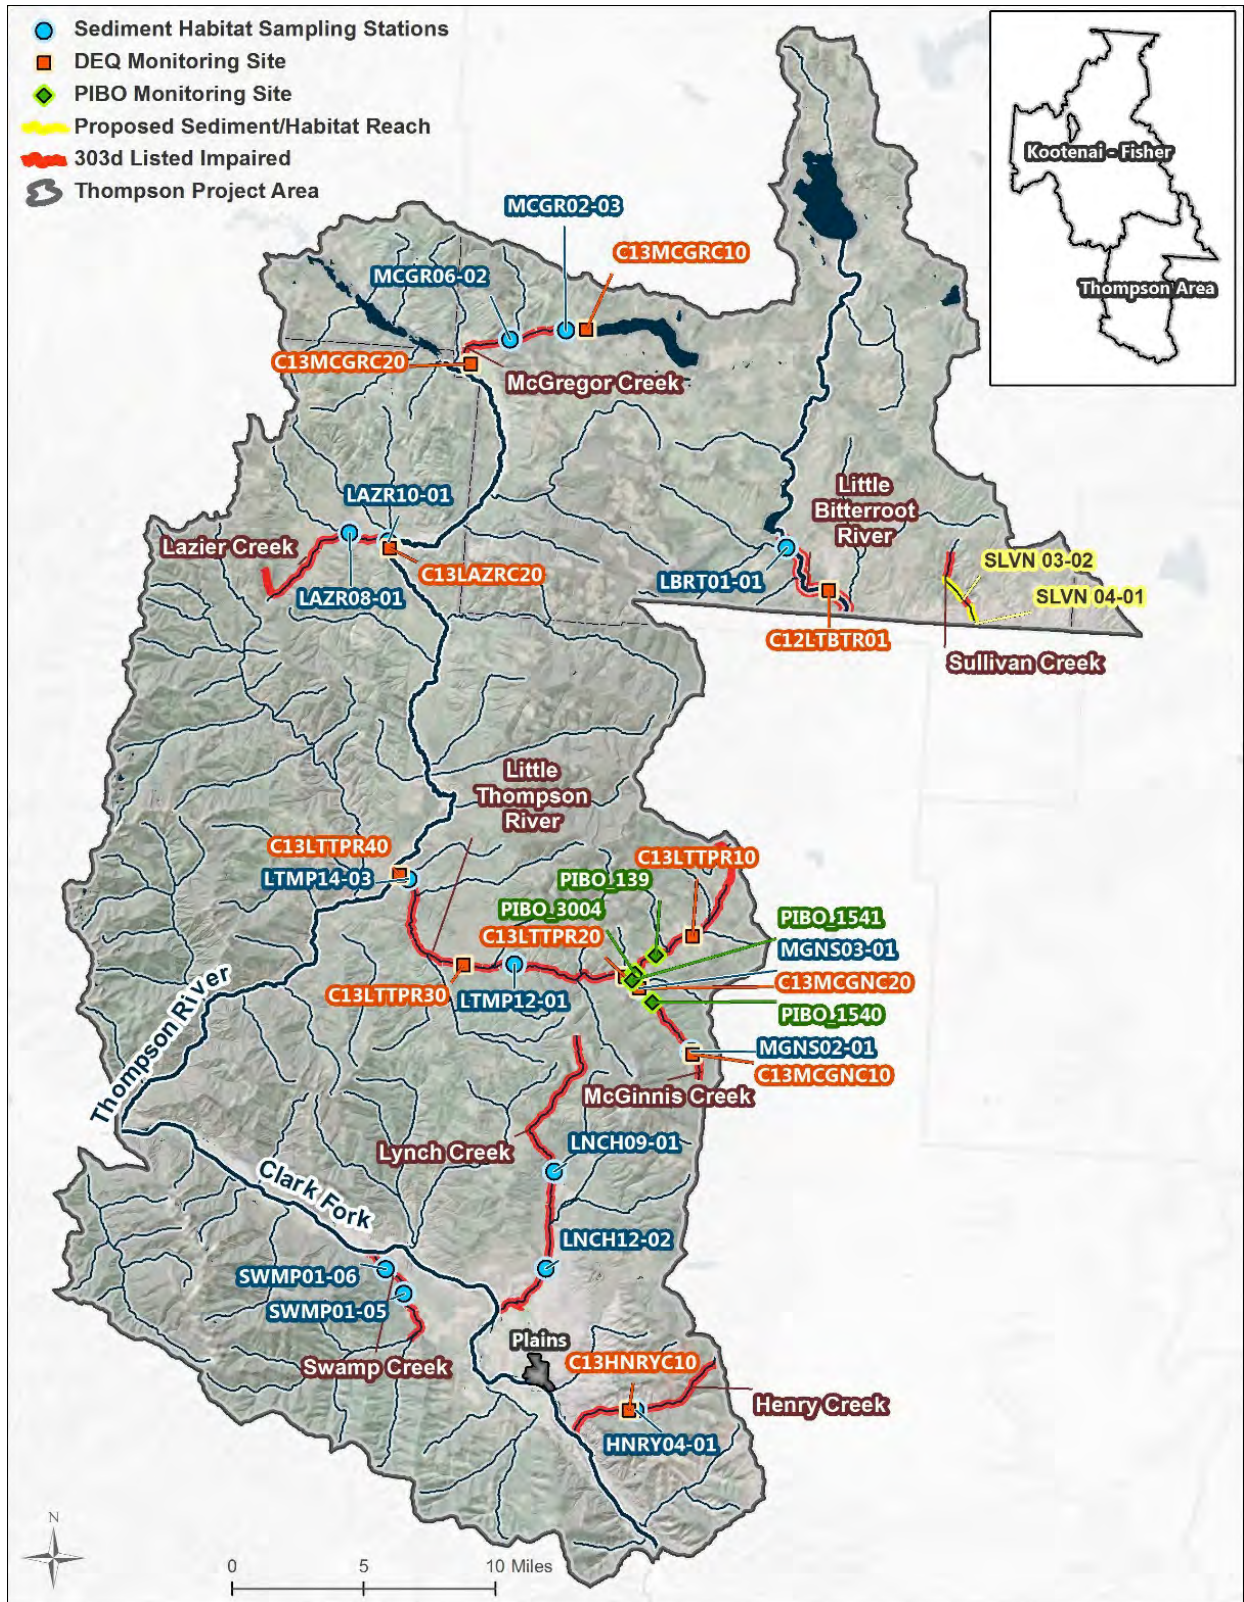 Sediment Habitat Sampling Stations
DEQ Monitoring Site
PIBO Monitoring Site
Proposed Sediment/Habitat Reach
303d Listed Impaired
Thompson Project Area
Kootenai - Fisher
Thompson Area
MCGR02-03
C13MCGRC10
MCGR06-02
C13MCGRC20
McGregor Creek
LAZR10-01
Lazier Creek
C13LAZRC20
LAZR08-01
Little
Bitterroot
River
LBRT01-01
SLVN 03-02
SLVN 04-01
C12LTBTR01
Sullivan Creek
Little
Thompson
River
C13LTTPR40
LTMP14-03
C13LTTPR10
PIBO_139
PIBO_3004
C13LTTPR20
PIBO_1541
MGNS03-01
C13MCGNC20
PIBO_1540
C13LTTPR30
LTMP12-01
MGNS02-01
C13MCGNC10
McGinnis Creek
Thompson River
Lynch Creek
LNCH09-01
Clark Fork
LNCH12-02
SWMP01-06
SWMP01-05
Swamp Creek
Plains
C13HNRYC10
Henry Creek
HNRY04-01
N
0 5 10 Miles